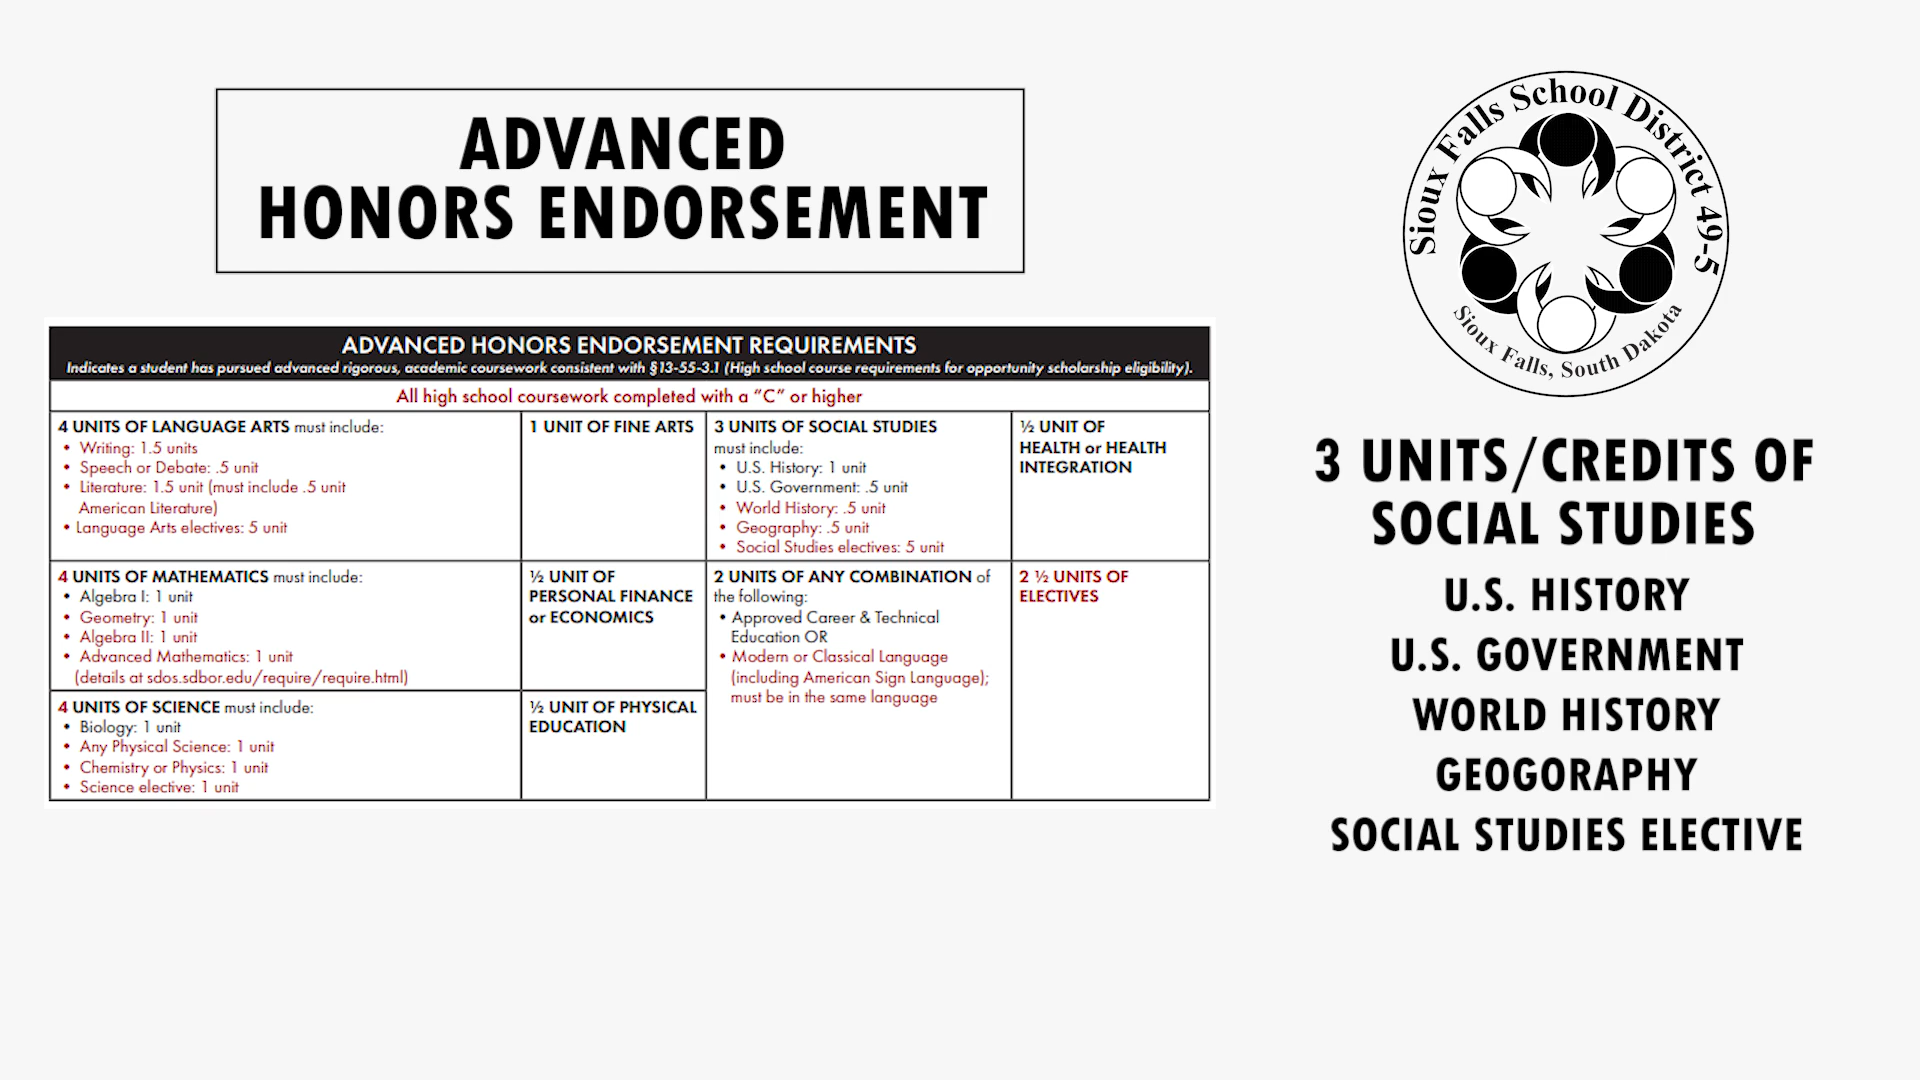 ADVANCED
HONORS ENDORSEMENT
ADVANCED HONORS ENDORSEMENT REQUIREMENTS
Indicates a student has pursued advanced rigorous, academic coursework consistent with §13-55-3.1 (High school course requirements for opportunity scholarship eligibility).
All high school coursework completed with a "C" or higher
4 UNITS OF LANGUAGE ARTS must include:
• Writing: 1.5 units
• Speech or Debate: .5 unit
• Literature: 1.5 unit (must include .5 unit
American Literature)
• Language Arts electives: 5 unit
1 UNIT OF FINE ARTS
3 UNITS OF SOCIAL STUDIES
must include:
• U.S. History: 1 unit
• U.S. Government: .5 unit
• World History: .5 unit
• Geography: .5 unit
• Social Studies electives: 5 unit
½ UNIT OF
HEALTH or HEALTH
INTEGRATION
4 UNITS OF MATHEMATICS must include:
• Algebra I: 1 unit
• Geometry: 1 unit
• Algebra II: 1 unit
• Advanced Mathematics: 1 unit
(details at sdos.sdbor.edu/require/require.html)
½ UNIT OF
PERSONAL FINANCE
or ECONOMICS
2 UNITS OF ANY COMBINATION of
the following:
• Approved Career & Technical
Education OR
• Modern or Classical Language
(including American Sign Language);
must be in the same language
2 ½ UNITS OF
ELECTIVES
4 UNITS OF SCIENCE must include:
• Biology: 1 unit
• Any Physical Science: 1 unit
• Chemistry or Physics: 1 unit
• Science elective: 1 unit
½ UNIT OF PHYSICAL
EDUCATION
Sioux Falls School District 49-5
Sioux Falls, South Dakota
3 UNITS/CREDITS OF
SOCIAL STUDIES
U.S. HISTORY
U.S. GOVERNMENT
WORLD HISTORY
GEOGORAPHY
SOCIAL STUDIES ELECTIVE